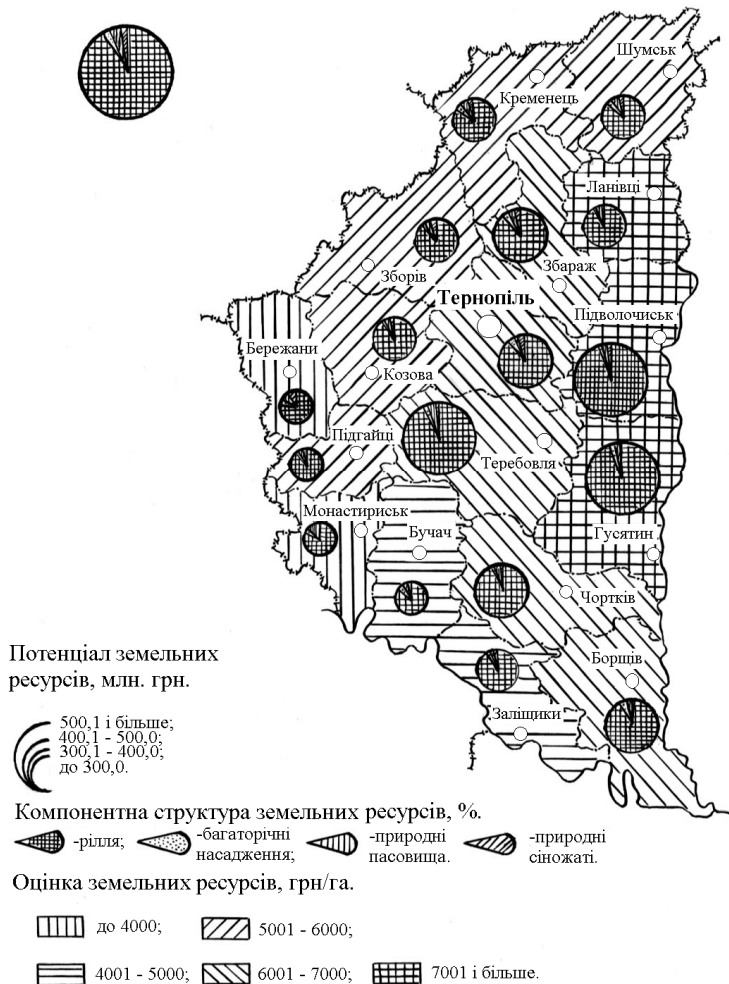 Шумськ
Кременець
Ланівці
Збараж
Зборів
Тернопіль
Підволочиськ
Бережани
Козова
Підгайці
Теребовля
Монастириськ
Бучач
Гусятин
Чортків
Борщів
Заліщики
Потенціал земельних
ресурсів, млн. грн.
500,1 і більше;
400,1 - 500,0;
300,1 - 400,0;
до 300,0.
Компонентна структура земельних ресурсів, %.
-рілля;
-багаторічні
насадження;
-природні
пасовища.
-природні
сіножаті.
Оцінка земельних ресурсів, грн/га.
до 4000;
5001 - 6000;
4001 - 5000;
6001 - 7000;
7001 і більше.